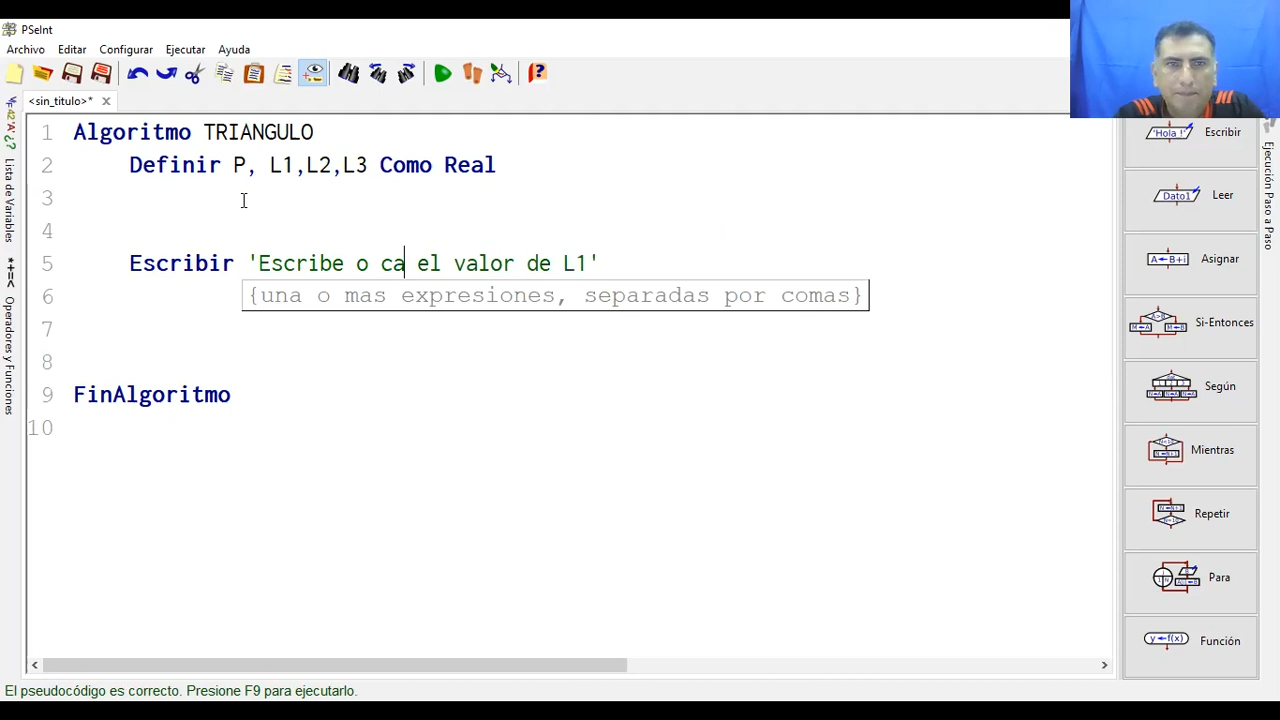 PSeInt
Archivo Editar Configurar Ejecutar Ayuda
<sin_titulo>*
1 Algoritmo TRIANGULO
2 Definir P, L1,L2,L3 Como Real
3
4
5 Escribir 'Escribe o ca el valor de L1'
6 {una o mas expresiones, separadas por comas}
7
8
9 FinAlgoritmo
10
Lista de Variables
Operadores y Funciones
'Hola !' Escribir
Dato1 Leer
A←B+i Asignar
Si-Entonces
Según
Mientras
Repetir
Para
y←f(x) Función
Ejecución Paso a Paso
El pseudocódigo es correcto. Presione F9 para ejecutarlo.